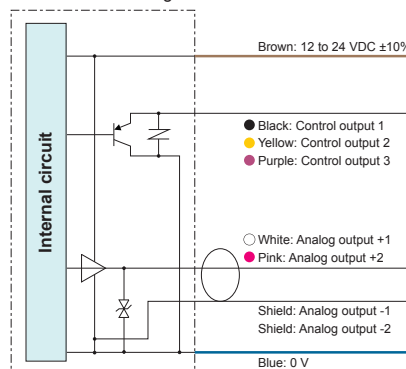 Brown: 12 to 24 VDC ±10%
Internal circuit
Black: Control output 1
Yellow: Control output 2
Purple: Control output 3
White: Analog output +1
Pink: Analog output +2
Shield: Analog output -1
Shield: Analog output -2
Blue: 0 V